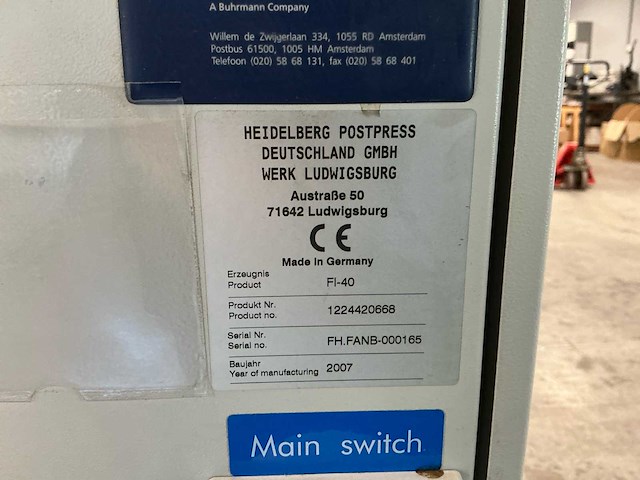 A Buhrmann Company
Willem de Zwijgerlaan 334, 1055 RD Amsterdam
Postbus 61500, 1005 HM Amsterdam
Telefoon (020) 58 68 131, fax (020) 58 68 401
HEIDELBERG POSTPRESS
DEUTSCHLAND GMBH
WERK LUDWIGSBURG
Austraße 50
71642 Ludwigsburg
CE
Made in Germany
Erzeugnis
Product FI-40
Produkt Nr.
Product no. 1224420668
Serial Nr.
Serial no. FH.FANB-000165
Baujahr
Year of manufacturing 2007
Main switch